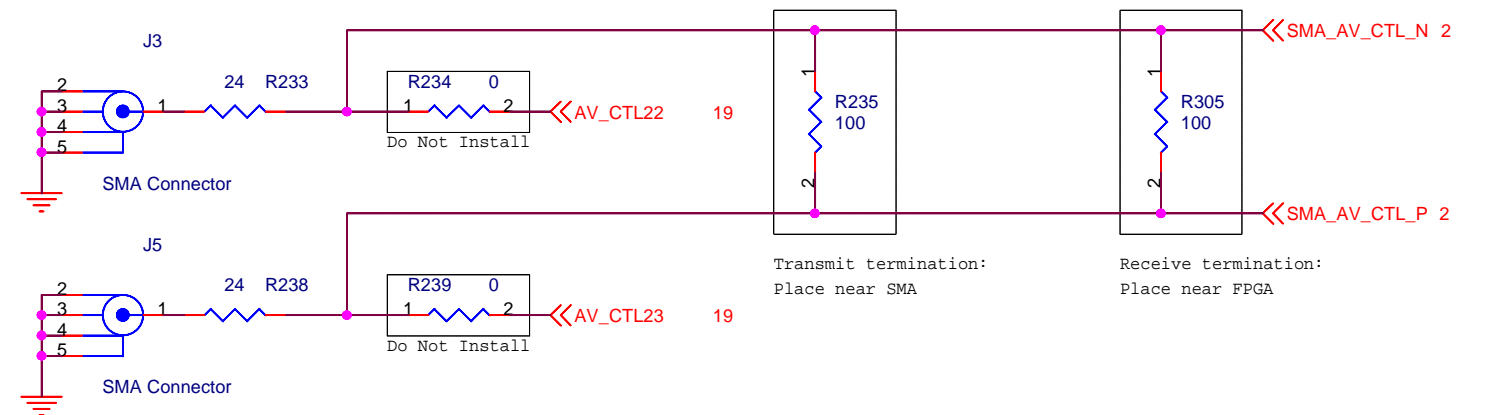 J3
2
3
4
5
1
24 R233
R234 0
1 2
Do Not Install
AV_CTL22 19
SMA Connector
J5
2
3
4
5
1
24 R238
R239 0
1 2
Do Not Install
AV_CTL23 19
SMA Connector
1
R235
100
2
Transmit termination:
Place near SMA
1
R305
100
2
Receive termination:
Place near FPGA
SMA_AV_CTL_N 2
SMA_AV_CTL_P 2